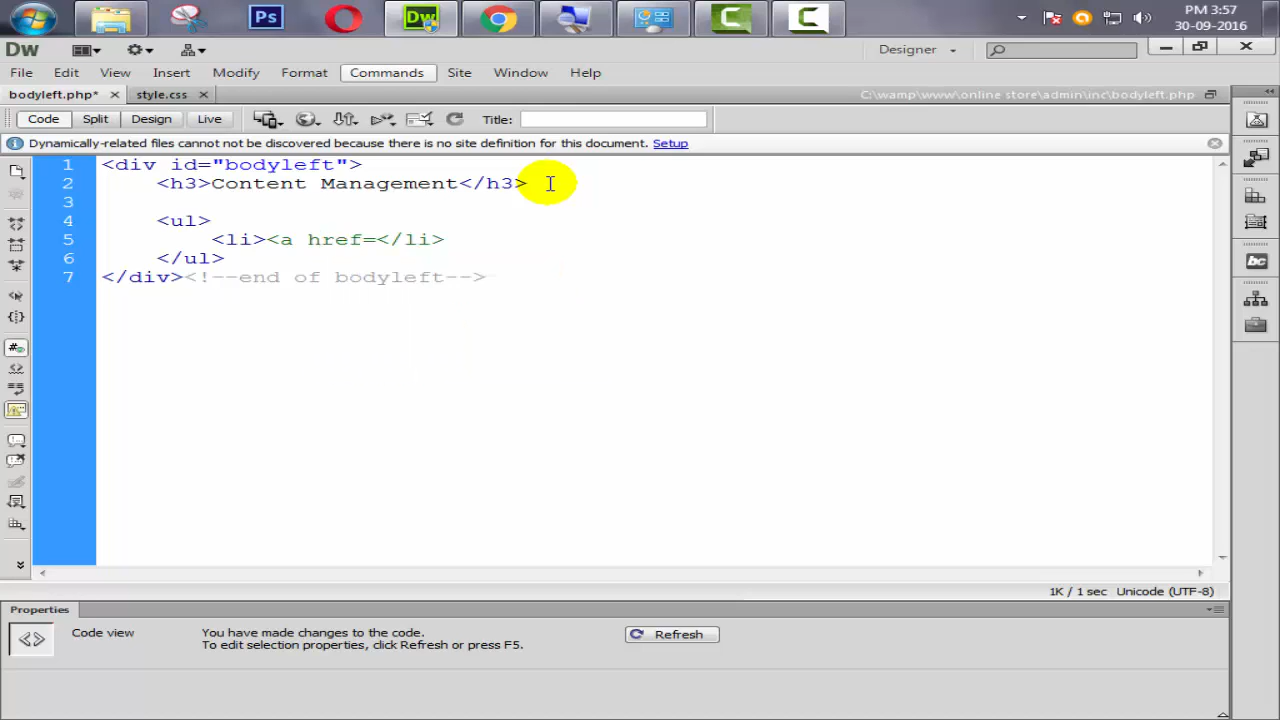 Ps
Dw
PM 3:57
30-09-2016
Dw
Designer
File Edit View Insert Modify Format Commands Site Window Help
bodyleft.php* style.css C:\wamp\www\online store\admin\inc\bodyleft.php
Code Split Design Live Title:
Dynamically-related files cannot not be discovered because there is no site definition for this document. Setup
1 <div id="bodyleft">
2 <h3>Content Management</h3>
3
4 <ul>
5 <li><a href=</li>
6 </ul>
7 </div><!--end of bodyleft-->
bc
1K / 1 sec Unicode (UTF-8)
Properties
Code view You have made changes to the code. Refresh
To edit selection properties, click Refresh or press F5.